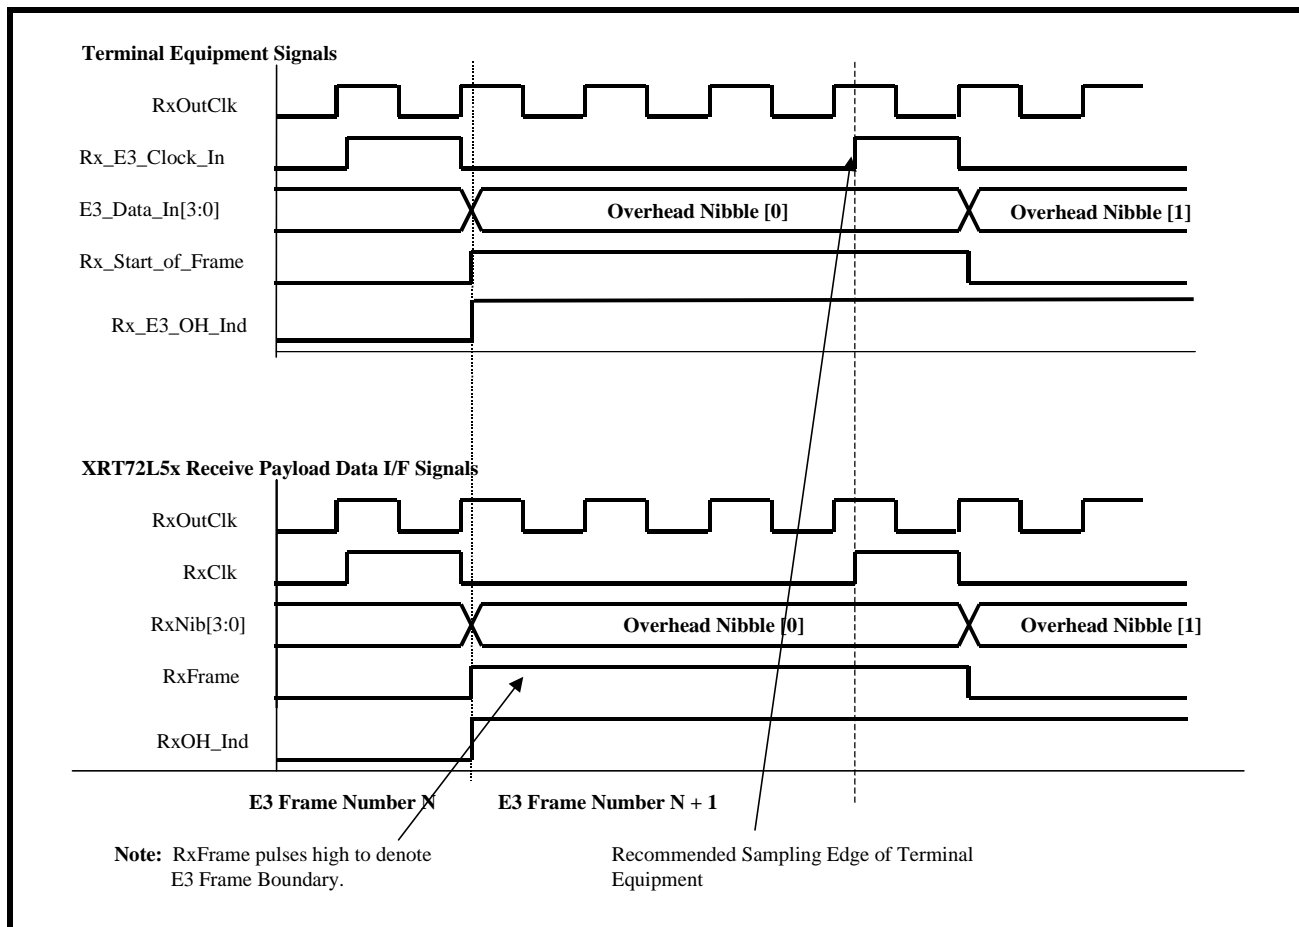 Terminal Equipment Signals
RxOutClk
Rx_E3_Clock_In
E3_Data_In[3:0]
Overhead Nibble [0]
Overhead Nibble [1]
Rx_Start_of_Frame
Rx_E3_OH_Ind
XRT72L5x Receive Payload Data I/F Signals
RxOutClk
RxClk
RxNib[3:0]
Overhead Nibble [0]
Overhead Nibble [1]
RxFrame
RxOH_Ind
E3 Frame Number N
E3 Frame Number N + 1
Note: RxFrame pulses high to denote
E3 Frame Boundary.
Recommended Sampling Edge of Terminal
Equipment